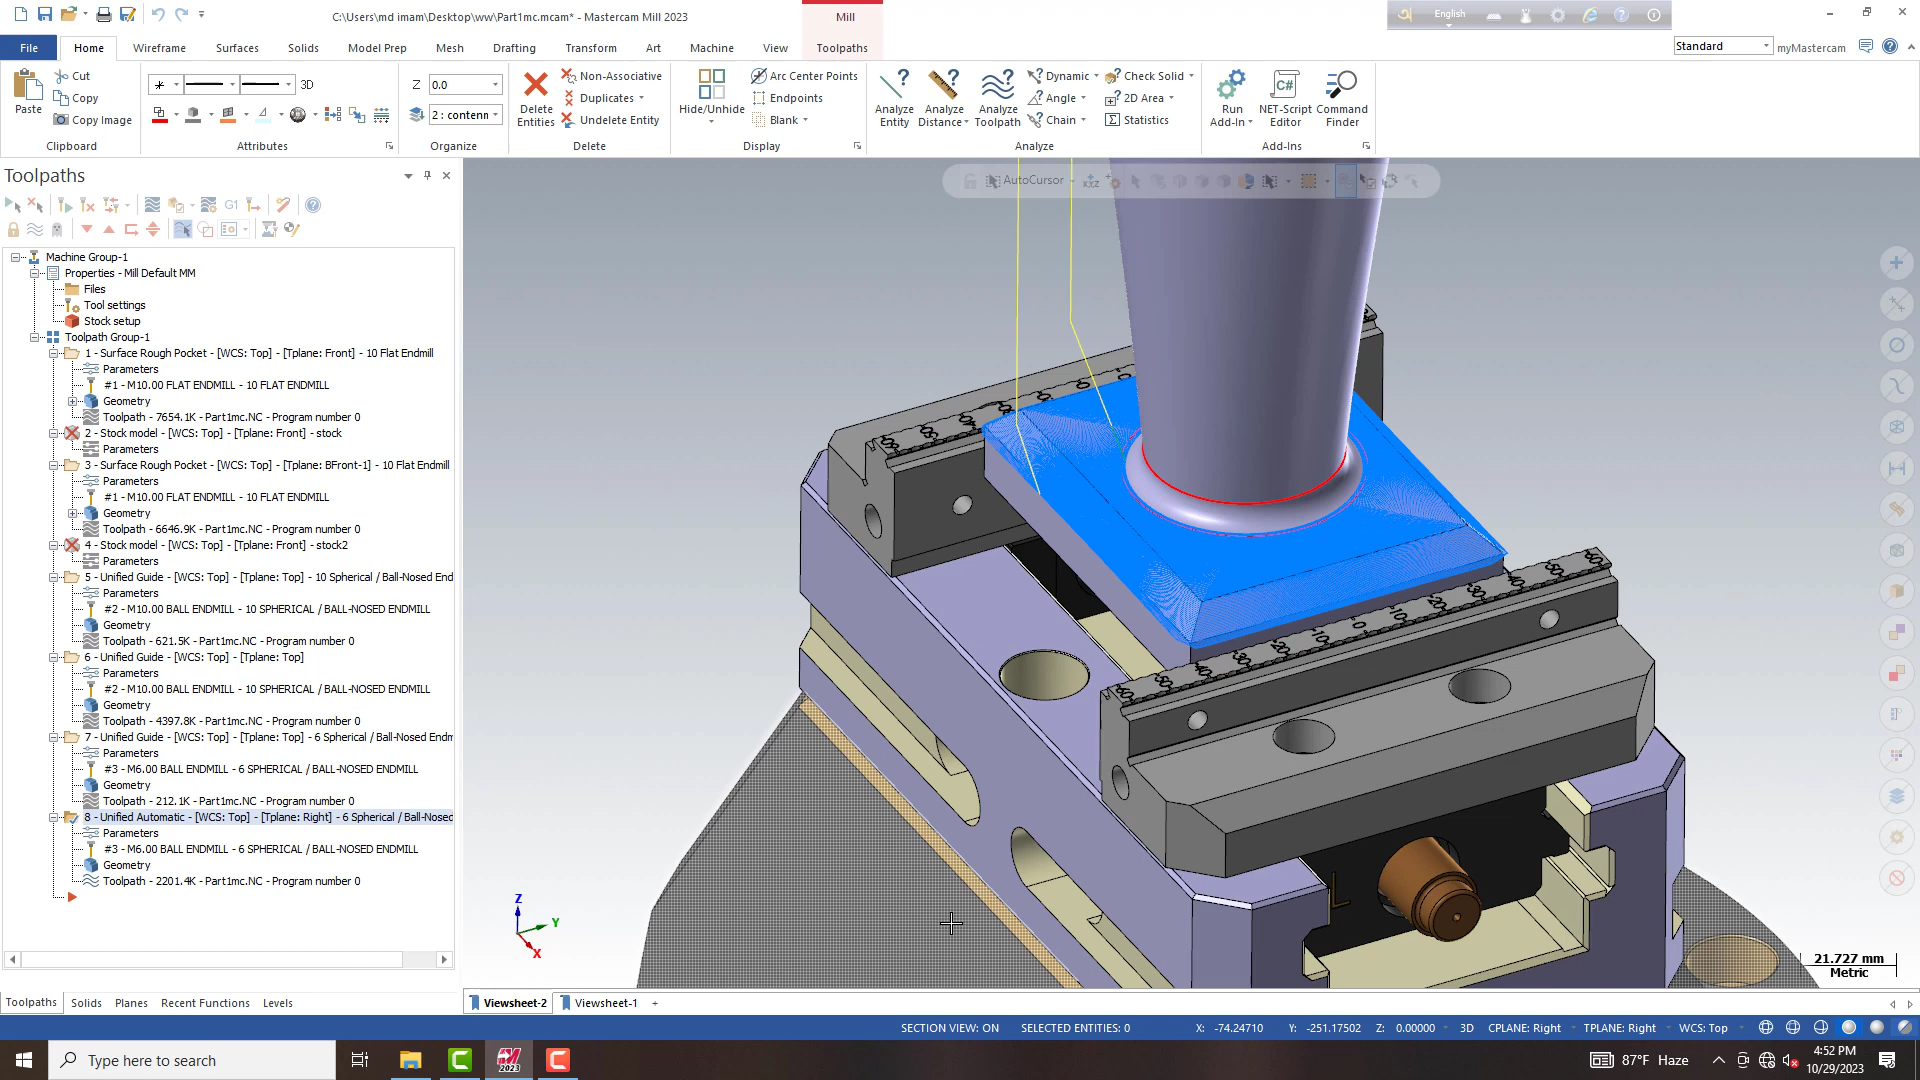 C:\Users\md imam\Desktop\ww\Part1mc.mcam* - Mastercam Mill 2023
Mill
English
File
Home
Wireframe
Surfaces
Solids
Model Prep
Mesh
Drafting
Transform
Art
Machine
View
Toolpaths
Standard
myMastercam
Paste
Cut
Copy
Copy Image
Clipboard
3D
Attributes
Z
0.0
2 : contenn
Organize
Delete Entities
Non-Associative
Duplicates
Undelete Entity
Delete
Hide/Unhide
Arc Center Points
Endpoints
Blank
Display
Analyze Entity
Analyze Distance
Analyze Toolpath
Dynamic
Angle
Chain
Check Solid
2D Area
Statistics
Analyze
Run Add-In
C#
NET-Script Editor
Command Finder
Add-Ins
Toolpaths
G1
AutoCursor
XYZ
Machine Group-1
Properties - Mill Default MM
Files
Tool settings
Stock setup
Toolpath Group-1
1 - Surface Rough Pocket - [WCS: Top] - [Tplane: Front] - 10 Flat Endmill
Parameters
#1 - M10.00 FLAT ENDMILL - 10 FLAT ENDMILL
Geometry
Toolpath - 7654.1K - Part1mc.NC - Program number 0
2 - Stock model - [WCS: Top] - [Tplane: Front] - stock
Parameters
3 - Surface Rough Pocket - [WCS: Top] - [Tplane: BFront-1] - 10 Flat Endmill
Parameters
#1 - M10.00 FLAT ENDMILL - 10 FLAT ENDMILL
Geometry
Toolpath - 6646.9K - Part1mc.NC - Program number 0
4 - Stock model - [WCS: Top] - [Tplane: Front] - stock2
Parameters
5 - Unified Guide - [WCS: Top] - [Tplane: Top] - 10 Spherical / Ball-Nosed End
Parameters
#2 - M10.00 BALL ENDMILL - 10 SPHERICAL / BALL-NOSED ENDMILL
Geometry
Toolpath - 621.5K - Part1mc.NC - Program number 0
6 - Unified Guide - [WCS: Top] - [Tplane: Top]
Parameters
#2 - M10.00 BALL ENDMILL - 10 SPHERICAL / BALL-NOSED ENDMILL
Geometry
Toolpath - 4397.8K - Part1mc.NC - Program number 0
7 - Unified Guide - [WCS: Top] - [Tplane: Top] - 6 Spherical / Ball-Nosed Endm
Parameters
#3 - M6.00 BALL ENDMILL - 6 SPHERICAL / BALL-NOSED ENDMILL
Geometry
Toolpath - 212.1K - Part1mc.NC - Program number 0
8 - Unified Automatic - [WCS: Top] - [Tplane: Right] - 6 Spherical / Ball-Nosed
Parameters
#3 - M6.00 BALL ENDMILL - 6 SPHERICAL / BALL-NOSED ENDMILL
Geometry
Toolpath - 2201.4K - Part1mc.NC - Program number 0
Z
Y
X
21.727 mm
Metric
Toolpaths
Solids
Planes
Recent Functions
Levels
Viewsheet-2
Viewsheet-1
SECTION VIEW: ON
SELECTED ENTITIES: 0
X: -74.24710
Y: -251.17502
Z: 0.00000
3D
CPLANE: Right
TPLANE: Right
WCS: Top
Type here to search
2023
87°F Haze
4:52 PM
10/29/2023